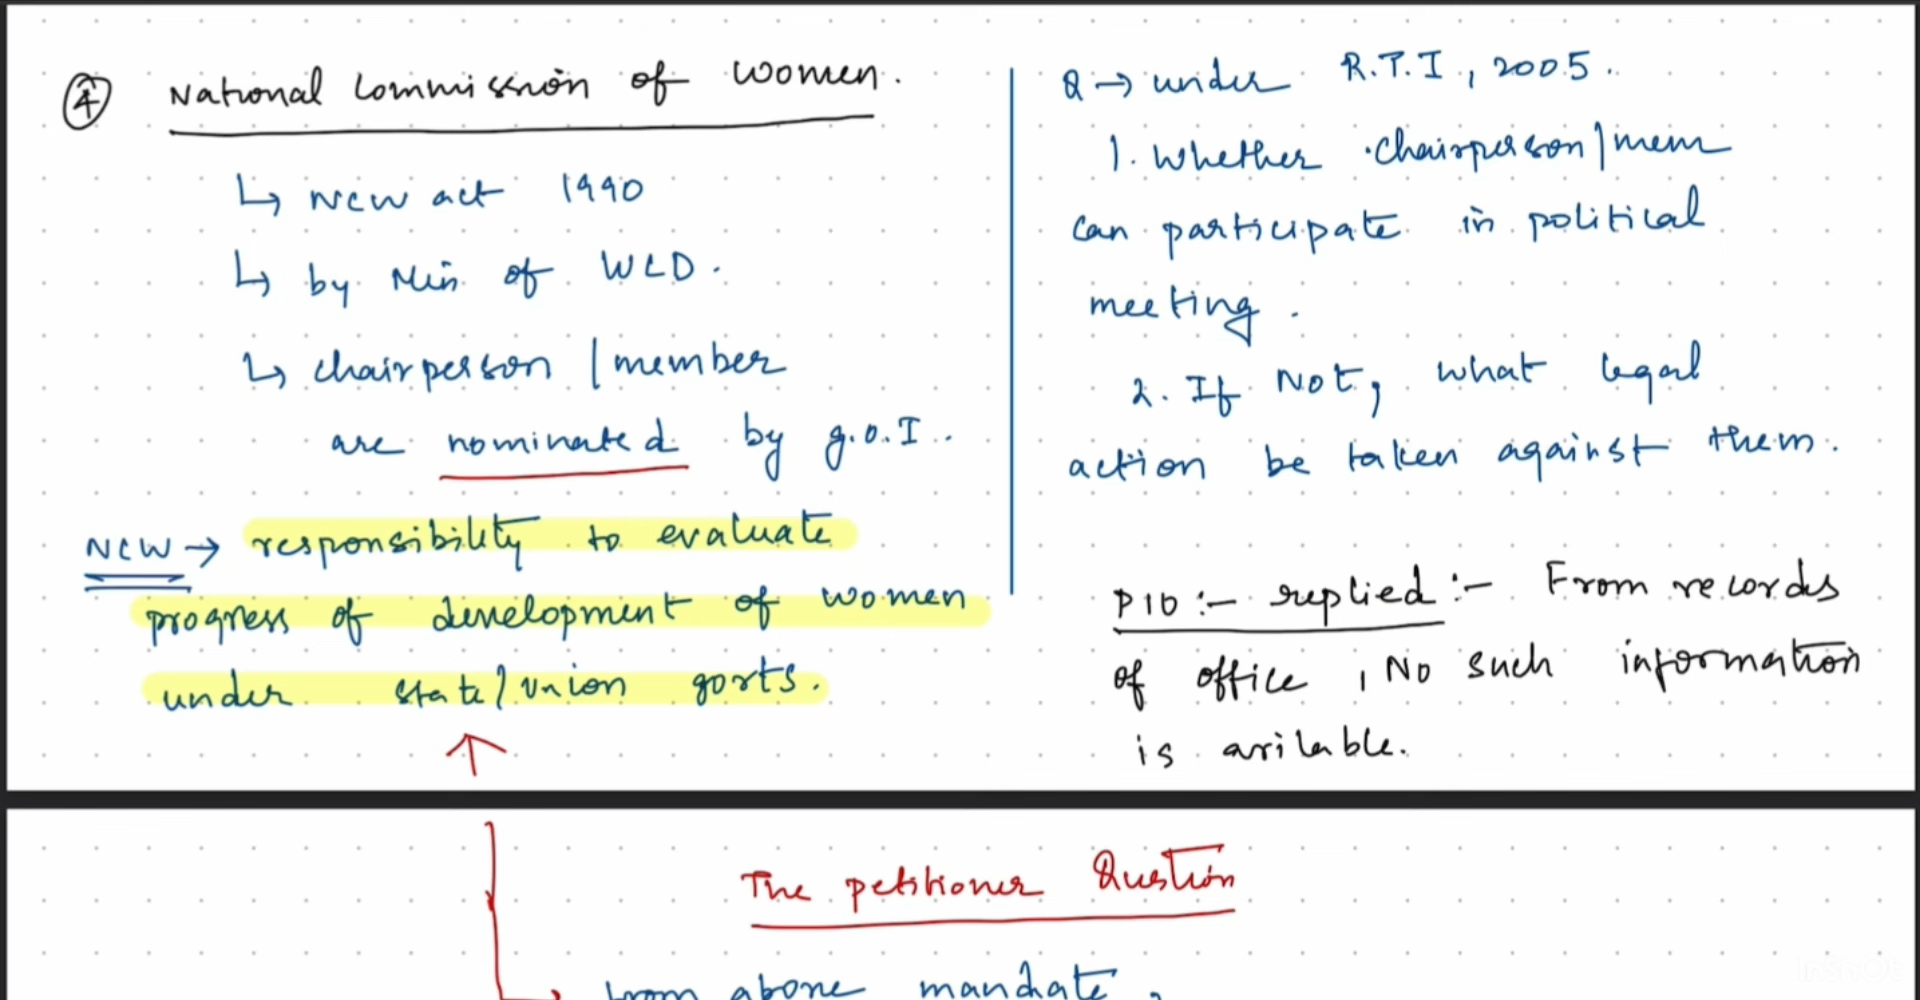 4 National Commission of Women.
↳ NCW act 1990
↳ by Min of WCD.
↳ chairperson / member
are nominated by g.o.I.
NCW → responsibility to evaluate
progress of development of women
under state/union govts.
Q → under R.T.I, 2005.
1. Whether chairperson/mem
can participate in political
meeting.
2. If Not, what legal
action be taken against them.
PIO :- replied :- From records
of office, No such information
is avilable.
The petitioner Question
from above mandate,